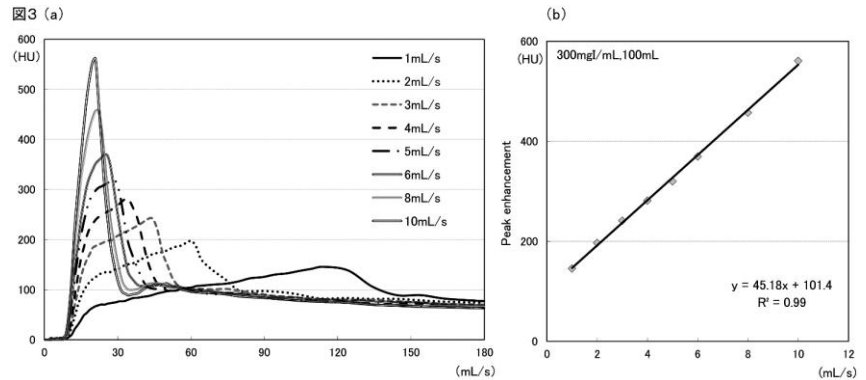 図3 (a)
600
(HU)
500
400
300
200
100
0
0
30
60
90
120
150
180
(mL/s)
1mL/s
2mL/s
3mL/s
4mL/s
5mL/s
6mL/s
8mL/s
10mL/s
(b)
600
(HU)
400
200
0
Peak enhancement
300mgI/mL,100mL
y = 45.18x + 101.4
R² = 0.99
0
2
4
6
8
10
12
(mL/s)